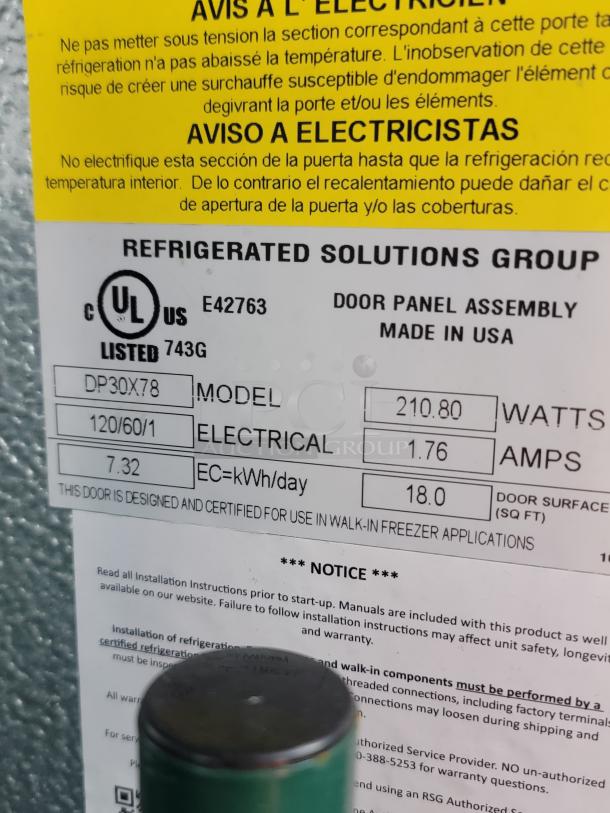 AVIS À L'ÉLECTRICIEN
Ne pas metter sous tension la section correspondant à cette porte ta
réfrigeration n'a pas abaissé la température. L'inobservation de cette
risque de créer une surchauffe susceptible d'endommager l'élément
degivrant la porte et/ou les éléments.
AVISO A ELECTRICISTAS
No electrifique esta sección de la puerta hasta que la refrigeración red
temperatura interior. De lo contrario el recalentamiento puede dañar el c
de apertura de la puerta y/o las coberturas.
REFRIGERATED SOLUTIONS GROUP
C UL US E42763 DOOR PANEL ASSEMBLY
LISTED 743G MADE IN USA
DP30X78 MODEL 210.80 WATTS
120/60/1 ELECTRICAL 1.76 AMPS
7.32 EC=kWh/day 18.0 DOOR SURFACE
(SQ FT)
THIS DOOR IS DESIGNED AND CERTIFIED FOR USE IN WALK-IN FREEZER APPLICATIONS
PCI
AUCTION GROUP
*** NOTICE ***
Read all Installation Instructions prior to start-up. Manuals are included with this product as well
available on our website. Failure to follow installation instructions may affect unit safety, longevi
and warranty.
Installation of refrigeration and walk-in components must be performed by a
certified refrigeration threaded connections, including factory terminals
must be inspe connections may loosen during shipping and
All warr
For serv uthorized Service Provider. NO un-authorized
0-388-5253 for warranty questions.
end using an RSG Authorized